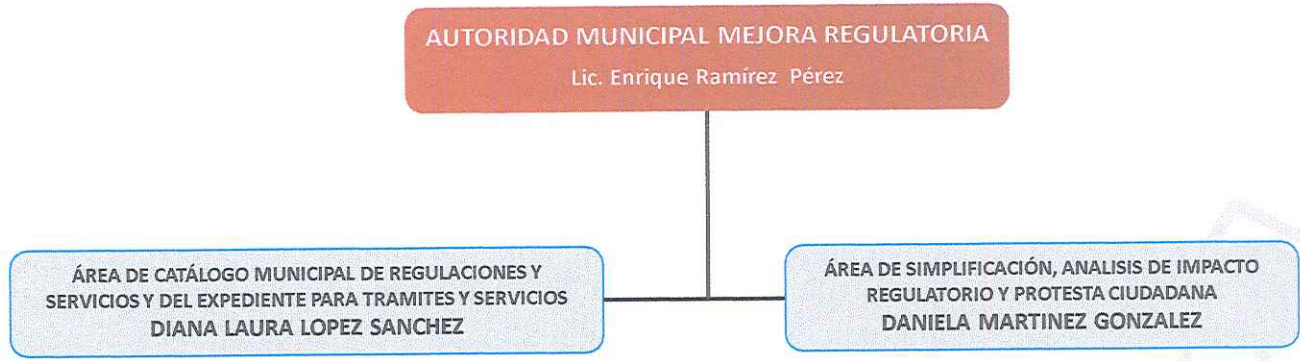 AUTORIDAD MUNICIPAL MEJORA REGULATORIA
Lic. Enrique Ramírez Pérez
ÁREA DE CATÁLOGO MUNICIPAL DE REGULACIONES Y
SERVICIOS Y DEL EXPEDIENTE PARA TRAMITES Y SERVICIOS
DIANA LAURA LOPEZ SANCHEZ
ÁREA DE SIMPLIFICACIÓN, ANALISIS DE IMPACTO
REGULATORIO Y PROTESTA CIUDADANA
DANIELA MARTINEZ GONZALEZ